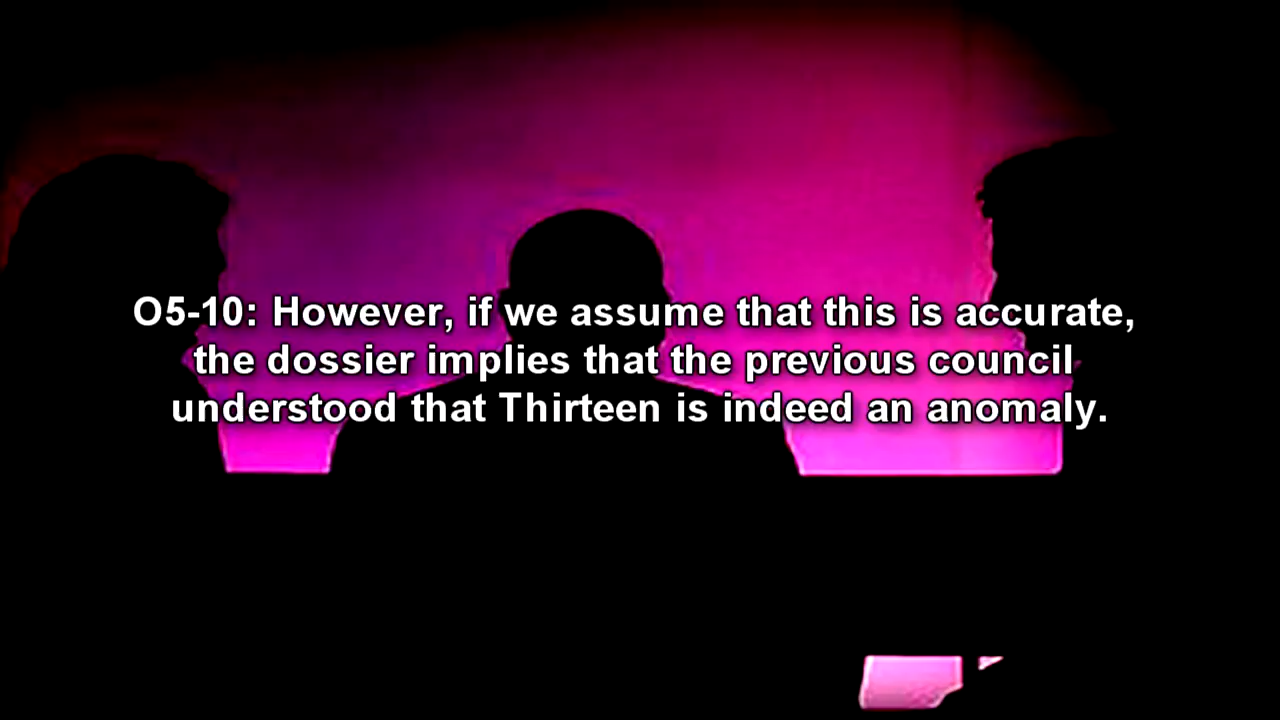 O5-10: However, if we assume that this is accurate,
the dossier implies that the previous council
understood that Thirteen is indeed an anomaly.